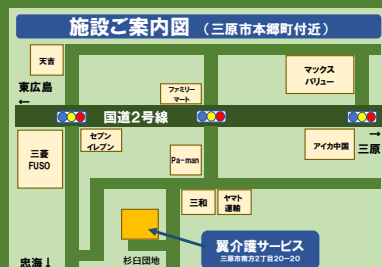 施設ご案内図 (三原市本郷町付近)
天吉
東広島
←
ファミリー
マート
マックス
バリュー
国道2号線
→
三原
三菱
FUSO
セブン
イレブン
Pa-man
アイカ中国
三和
ヤマト
運輸
翼介護サービス
三原市南方2丁目20-20
忠海↓
杉臼団地